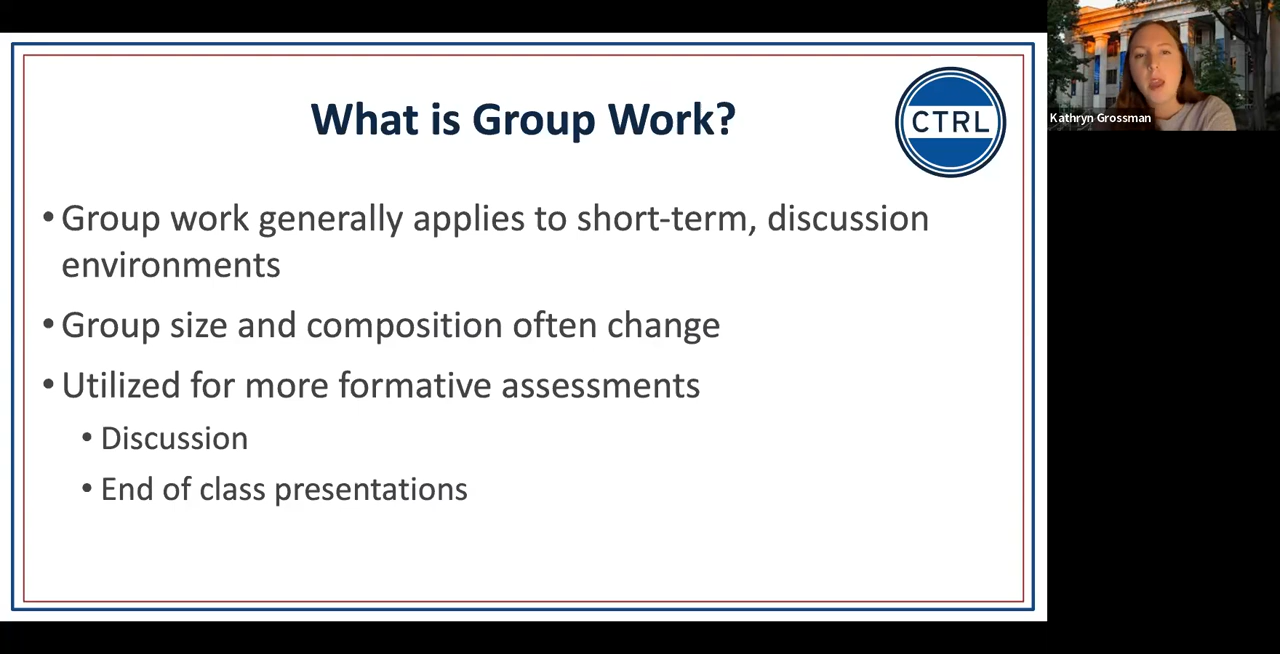 What is Group Work?
CTRL
Kathryn Grossman
• Group work generally applies to short-term, discussion
environments
• Group size and composition often change
• Utilized for more formative assessments
• Discussion
• End of class presentations